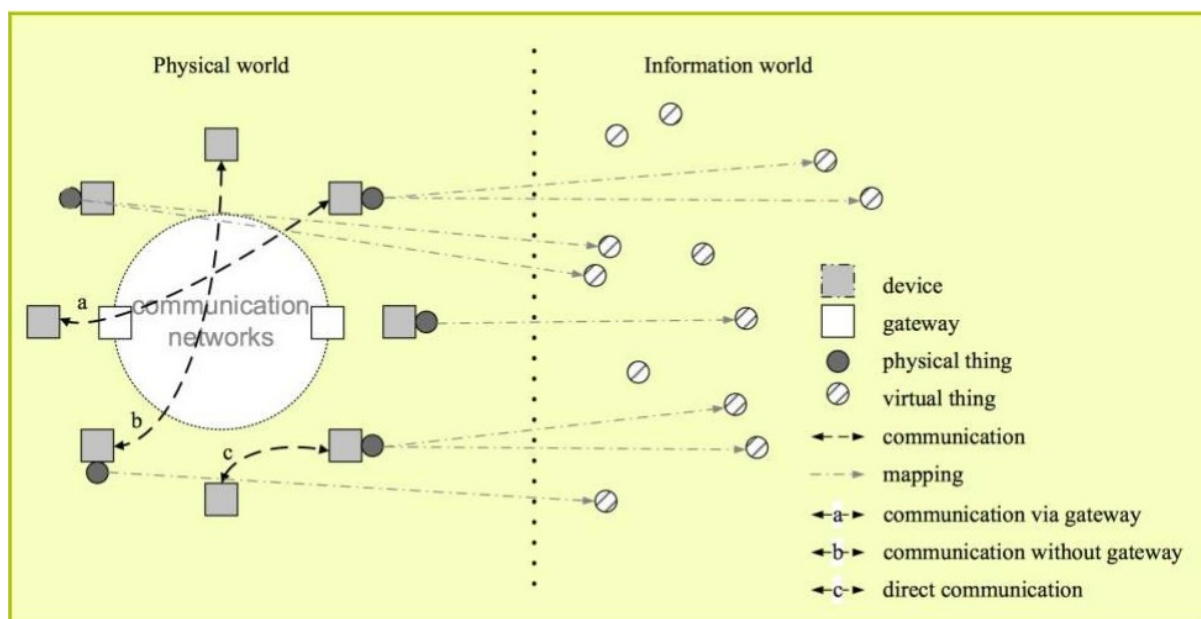 Physical world
Information world
a
communication
networks
b
c
device
gateway
physical thing
virtual thing
communication
mapping
a communication via gateway
b communication without gateway
c direct communication